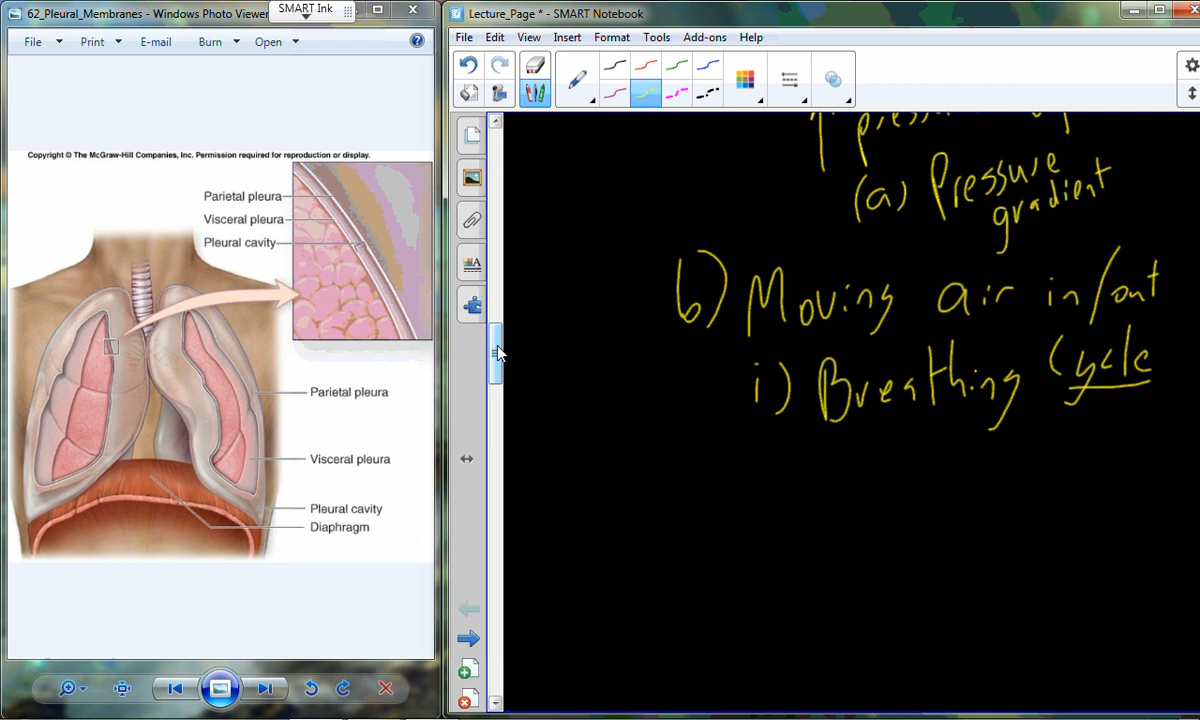 62_Pleural_Membranes - Windows Photo Viewer
SMART Ink
File Print E-mail Burn Open
Copyright © The McGraw-Hill Companies, Inc. Permission required for reproduction or display.
Parietal pleura
Visceral pleura
Pleural cavity
Parietal pleura
Visceral pleura
Pleural cavity
Diaphragm
Lecture_Page * - SMART Notebook
File Edit View Insert Format Tools Add-ons Help
(a) Pressure
gradient
b) Moving air in/out
i) Breathing Cycle